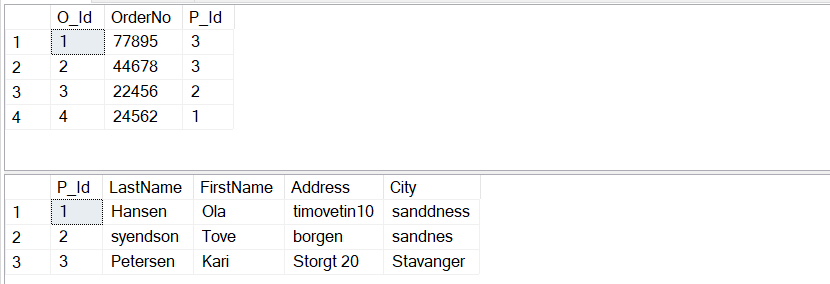 O_Id OrderNo P_Id
1 1 77895 3
2 2 44678 3
3 3 22456 2
4 4 24562 1
P_Id LastName FirstName Address City
1 1 Hansen Ola timovetin10 sanddness
2 2 syendson Tove borgen sandnes
3 3 Petersen Kari Storgt 20 Stavanger